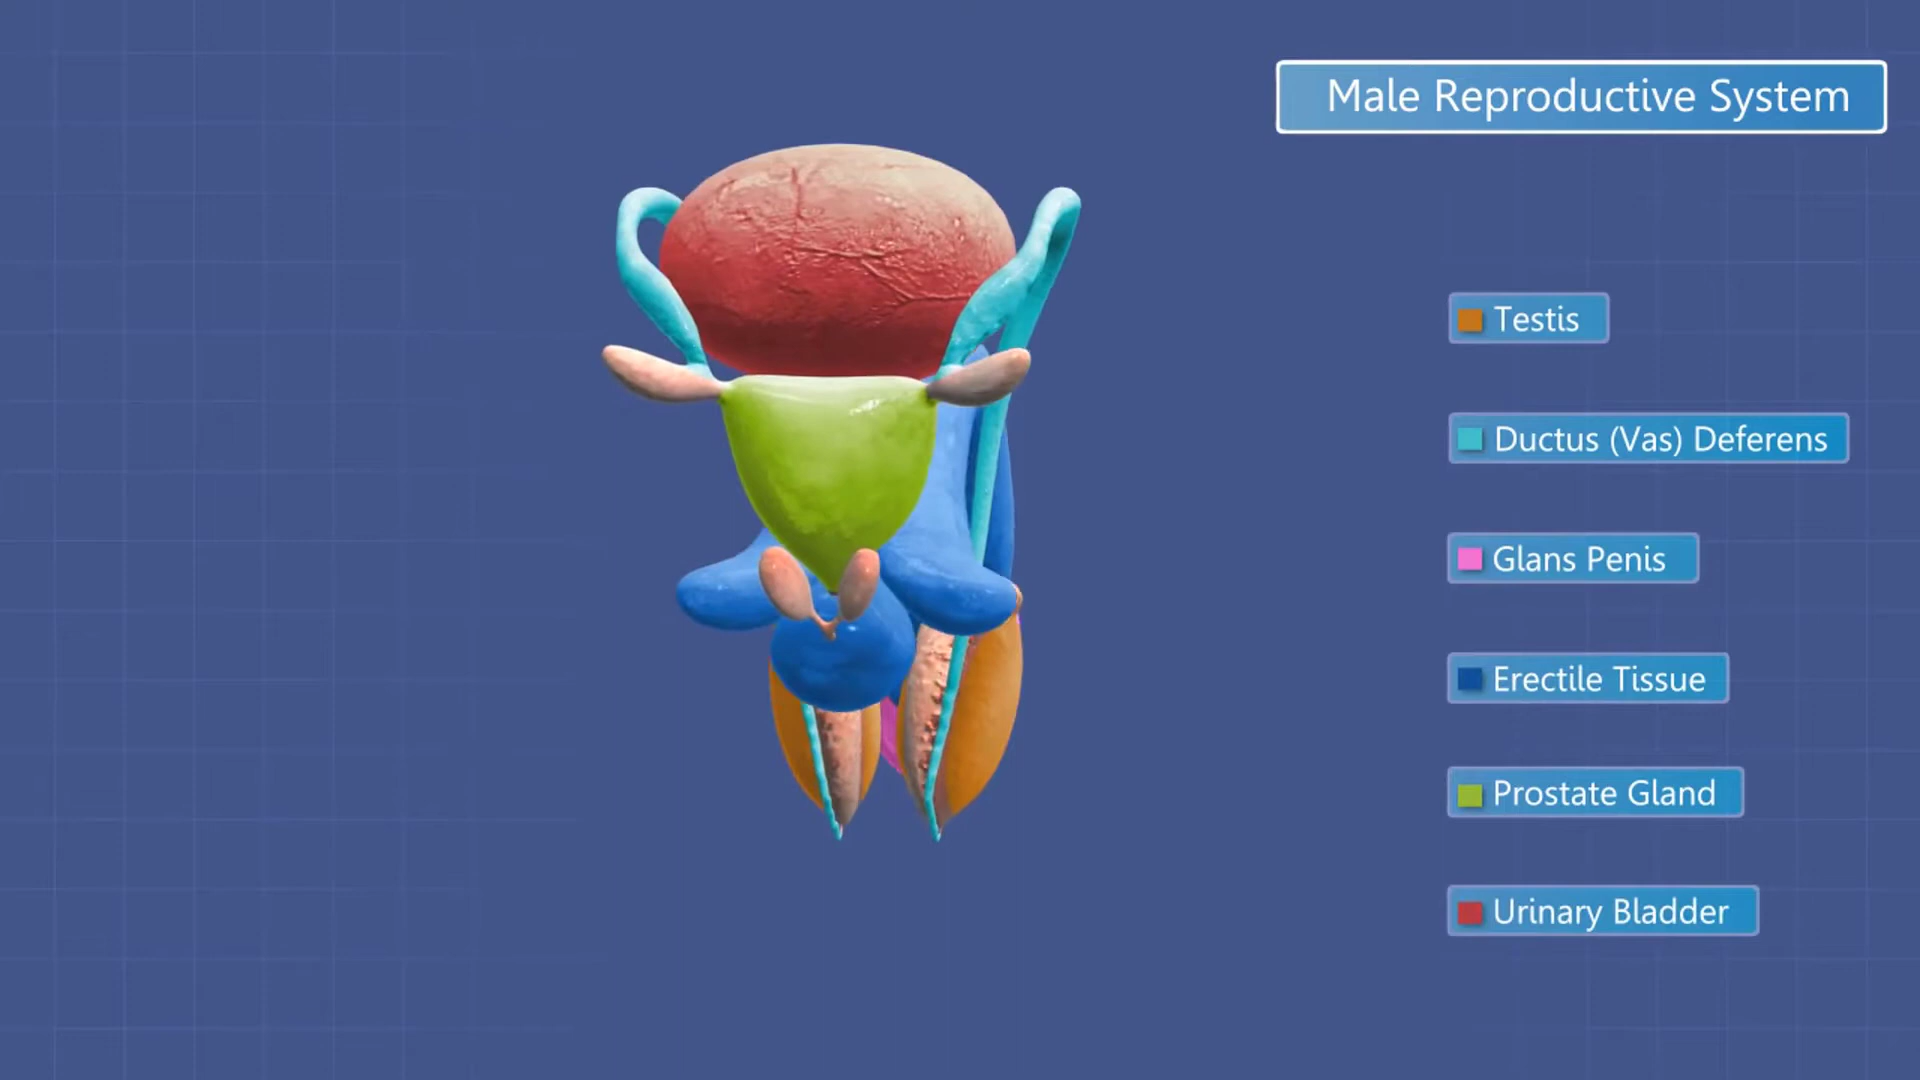 Male Reproductive System
Testis
Ductus (Vas) Deferens
Glans Penis
Erectile Tissue
Prostate Gland
Urinary Bladder